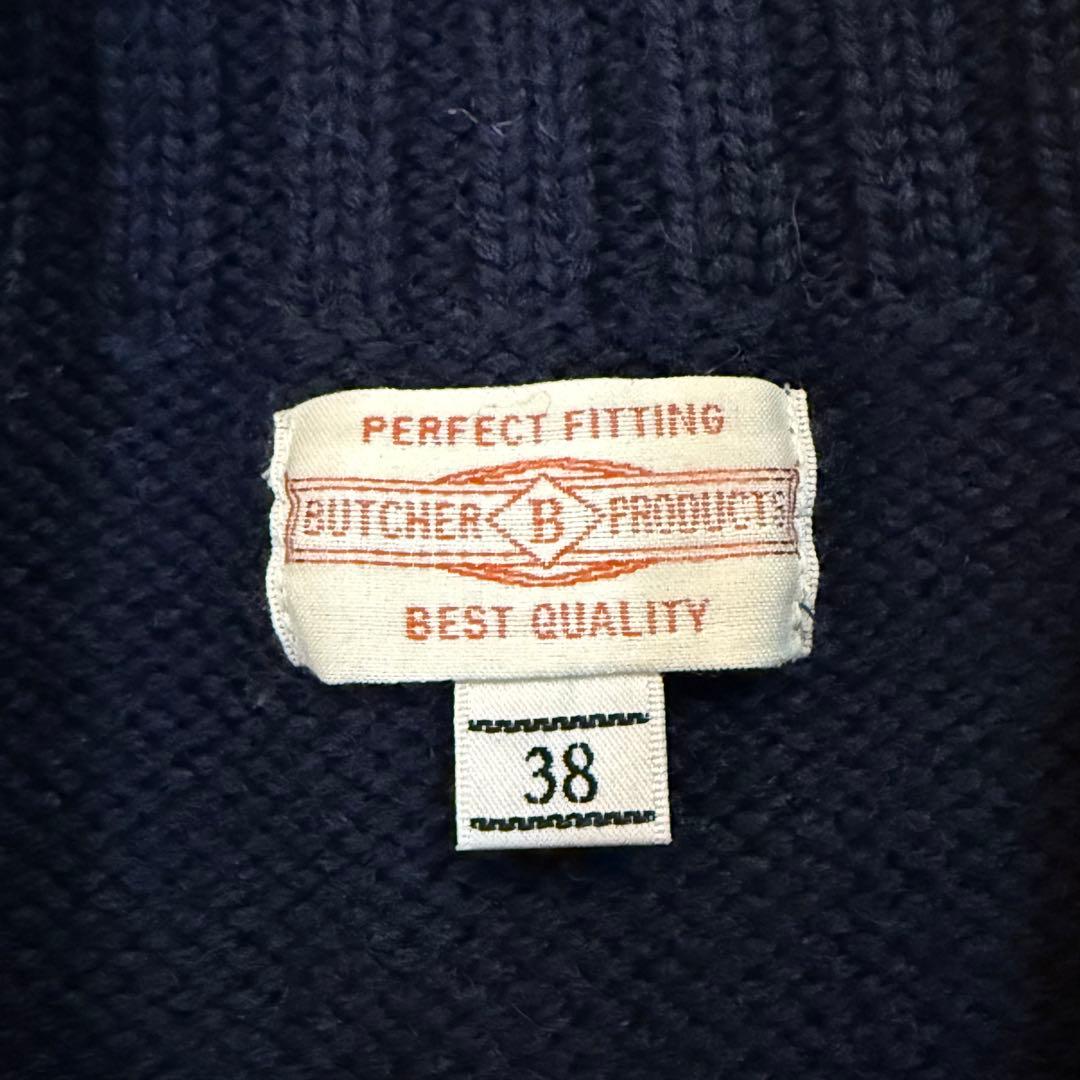 PERFECT FITTING
BUTCHER B PRODUCTS
BEST QUALITY
38